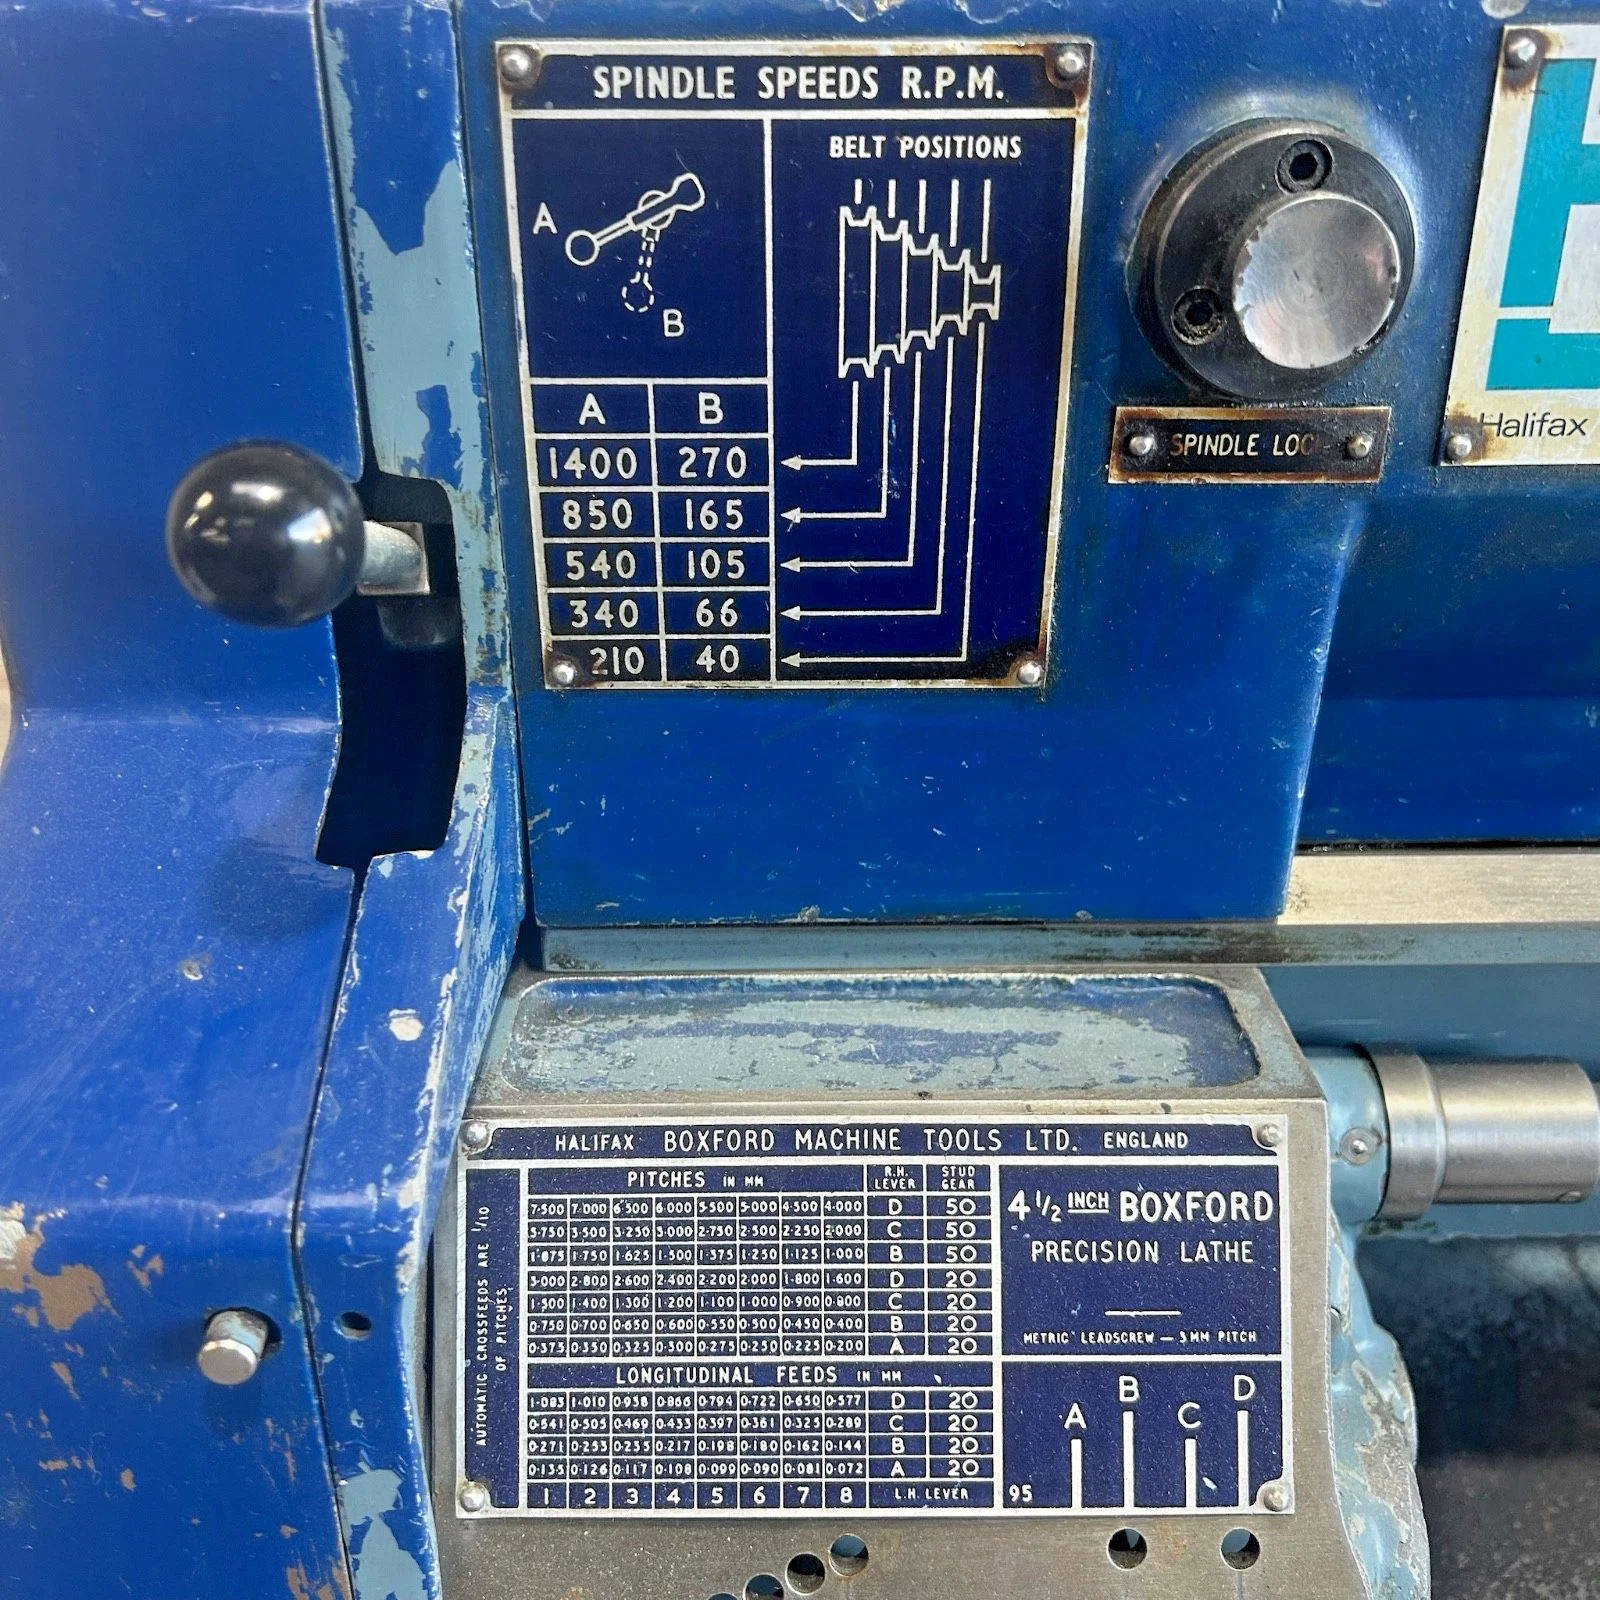 SPINDLE SPEEDS R.P.M.
BELT POSITIONS
A
B
A B
1400 270
850 165
540 105
340 66
210 40
SPINDLE LOC
Halifax
HALIFAX BOXFORD MACHINE TOOLS LTD. ENGLAND
AUTOMATIC CROSSFEEDS ARE 1/10
OF PITCHES
PITCHES IN MM R.H. LEVER STUD GEAR
7·500 7·000 6·500 6·000 5·500 5·000 4·500 4·000 D 50
3·750 3·500 3·250 3·000 2·750 2·500 2·250 2·000 C 50
1·875 1·750 1·625 1·500 1·375 1·250 1·125 1·000 B 50
3·000 2·800 2·600 2·400 2·200 2·000 1·800 1·600 D 20
1·500 1·400 1·300 1·200 1·100 1·000 0·900 0·800 C 20
0·750 0·700 0·650 0·600 0·550 0·500 0·450 0·400 B 20
0·375 0·350 0·325 0·300 0·275 0·250 0·225 0·200 A 20
LONGITUDINAL FEEDS IN MM
1·083 1·010 0·938 0·866 0·794 0·722 0·650 0·577 D 20
0·541 0·505 0·469 0·433 0·397 0·361 0·325 0·289 C 20
0·271 0·253 0·235 0·217 0·198 0·180 0·162 0·144 B 20
0·135 0·126 0·117 0·108 0·099 0·090 0·081 0·072 A 20
1 2 3 4 5 6 7 8 L.H. LEVER
4 1/2 INCH BOXFORD
PRECISION LATHE
METRIC LEADSCREW — 3MM PITCH
A B C D
95